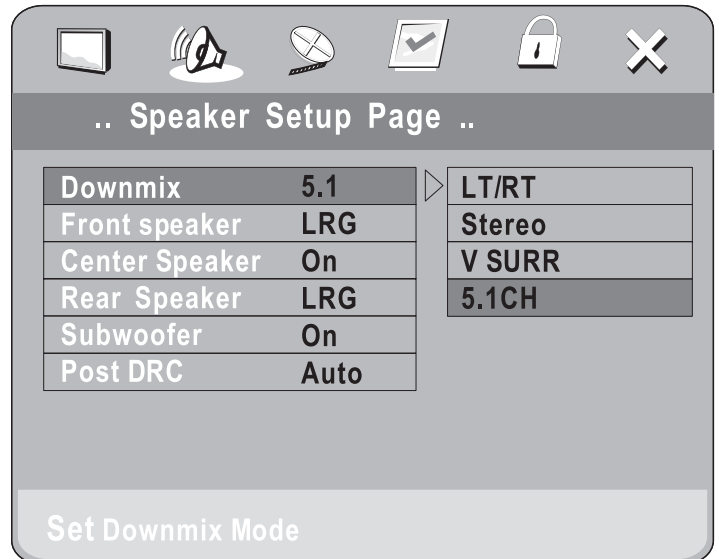 .. Speaker Setup Page ..
Downmix 5.1 LT/RT
Front speaker LRG Stereo
Center Speaker On V SURR
Rear Speaker LRG 5.1CH
Subwoofer On
Post DRC Auto
Set Downmix Mode